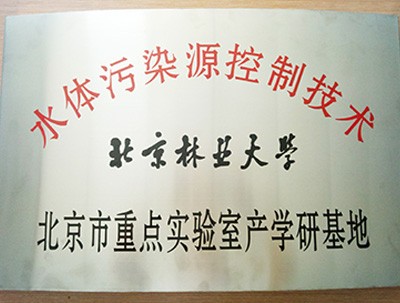 水体污染源控制技术
北京林业大学
北京市重点实验室产学研基地